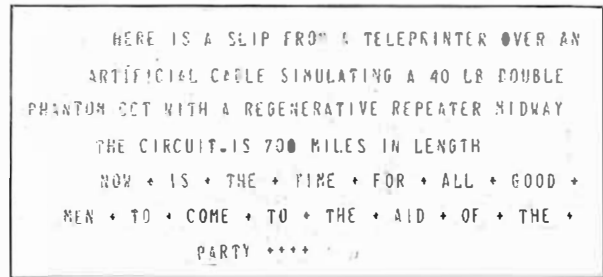 HERE IS A SLIP FROM A TELEPRINTER OVER AN
ARTIFICIAL CABLE SIMULATING A 40 LB DOUBLE
PHANTOM CCT WITH A REGENERATIVE REPEATER MIDWAY
THE CIRCUIT.IS 700 MILES IN LENGTH
NOW + IS + THE + TIME + FOR + ALL + GOOD +
MEN + TO + COME + TO + THE + AID + OF + THE +
PARTY ++++